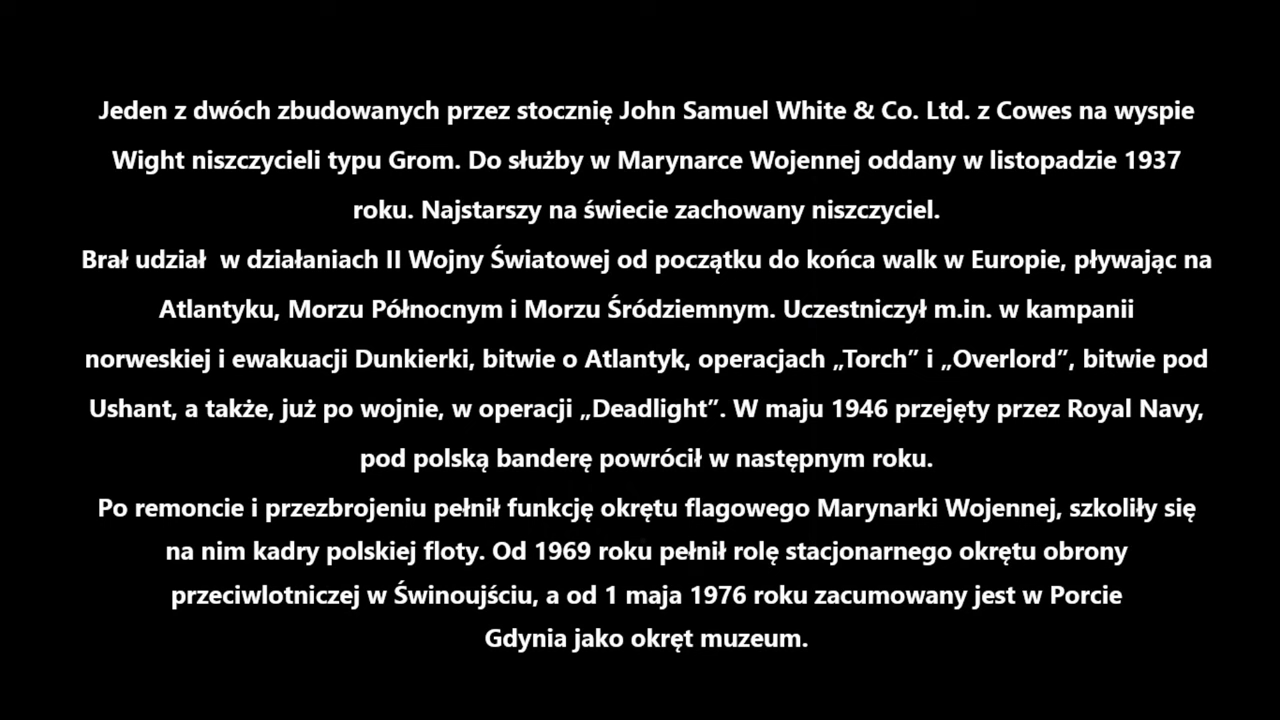 Jeden z dwóch zbudowanych przez stocznię John Samuel White & Co. Ltd. z Cowes na wyspie
Wight niszczycieli typu Grom. Do służby w Marynarce Wojennej oddany w listopadzie 1937
roku. Najstarszy na świecie zachowany niszczyciel.
Brał udział  w działaniach II Wojny Światowej od początku do końca walk w Europie, pływając na
Atlantyku, Morzu Północnym i Morzu Śródziemnym. Uczestniczył m.in. w kampanii
norweskiej i ewakuacji Dunkierki, bitwie o Atlantyk, operacjach „Torch” i „Overlord”, bitwie pod
Ushant, a także, już po wojnie, w operacji „Deadlight”. W maju 1946 przejęty przez Royal Navy,
pod polską banderę powrócił w następnym roku.
Po remoncie i przezbrojeniu pełnił funkcję okrętu flagowego Marynarki Wojennej, szkoliły się
na nim kadry polskiej floty. Od 1969 roku pełnił rolę stacjonarnego okrętu obrony
przeciwlotniczej w Świnoujściu, a od 1 maja 1976 roku zacumowany jest w Porcie
Gdynia jako okręt muzeum.